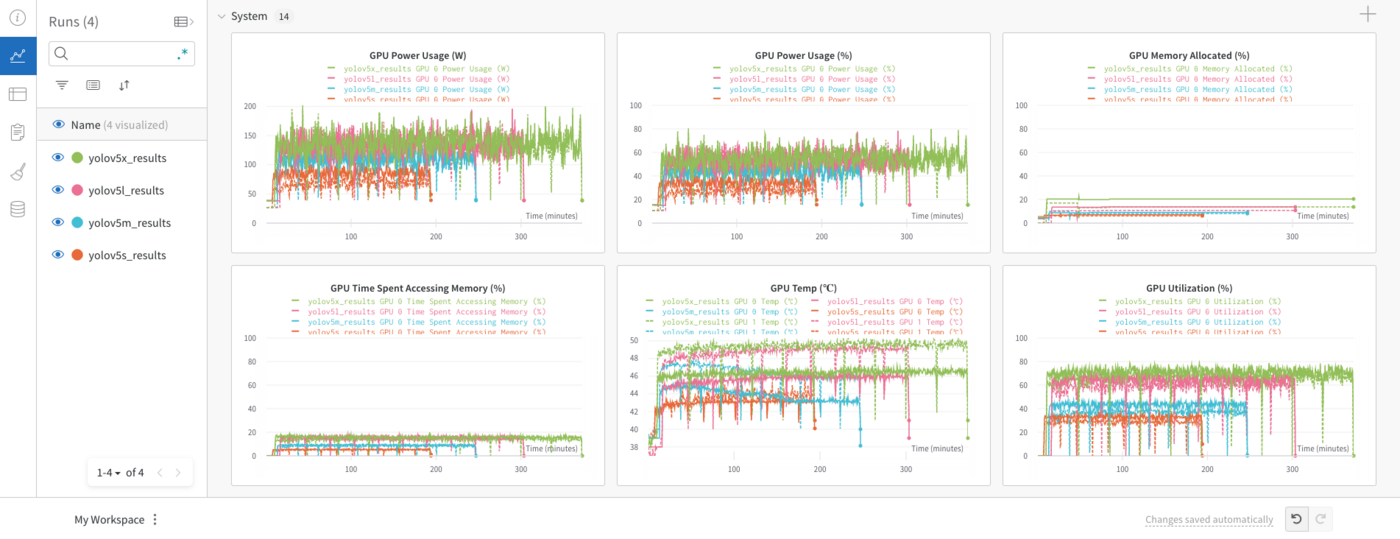 Runs (4)
.*
Name (4 visualized)
yolov5x_results
yolov5l_results
yolov5m_results
yolov5s_results
1-4 of 4
System 14
GPU Power Usage (W)
yolov5x_results GPU 0 Power Usage (W)
yolov5l_results GPU 0 Power Usage (W)
yolov5m_results GPU 0 Power Usage (W)
yolov5s_results GPU 0 Power Usage (W)
200
150
100
50
0
Time (minutes)
100 200 300
GPU Power Usage (%)
yolov5x_results GPU 0 Power Usage (%)
yolov5l_results GPU 0 Power Usage (%)
yolov5m_results GPU 0 Power Usage (%)
yolov5s_results GPU 0 Power Usage (%)
100
80
60
40
20
0
Time (minutes)
100 200 300
GPU Memory Allocated (%)
yolov5x_results GPU 0 Memory Allocated (%)
yolov5l_results GPU 0 Memory Allocated (%)
yolov5m_results GPU 0 Memory Allocated (%)
yolov5s_results GPU 0 Memory Allocated (%)
100
80
60
40
20
0
Time (minutes)
100 200 300
GPU Time Spent Accessing Memory (%)
yolov5x_results GPU 0 Time Spent Accessing Memory (%)
yolov5l_results GPU 0 Time Spent Accessing Memory (%)
yolov5m_results GPU 0 Time Spent Accessing Memory (%)
yolov5s_results GPU 0 Time Spent Accessing Memory (%)
100
80
60
40
20
0
Time (minutes)
100 200 300
GPU Temp (℃)
yolov5x_results GPU 0 Temp (℃) yolov5l_results GPU 0 Temp (℃)
yolov5m_results GPU 0 Temp (℃) yolov5s_results GPU 0 Temp (℃)
yolov5x_results GPU 1 Temp (℃) yolov5l_results GPU 1 Temp (℃)
yolov5m_results GPU 1 Temp (℃) yolov5s_results GPU 1 Temp (℃)
50
48
46
44
42
40
38
Time (minutes)
100 200 300
GPU Utilization (%)
yolov5x_results GPU 0 Utilization (%)
yolov5l_results GPU 0 Utilization (%)
yolov5m_results GPU 0 Utilization (%)
yolov5s_results GPU 0 Utilization (%)
100
80
60
40
20
0
Time (minutes)
100 200 300
My Workspace
Changes saved automatically